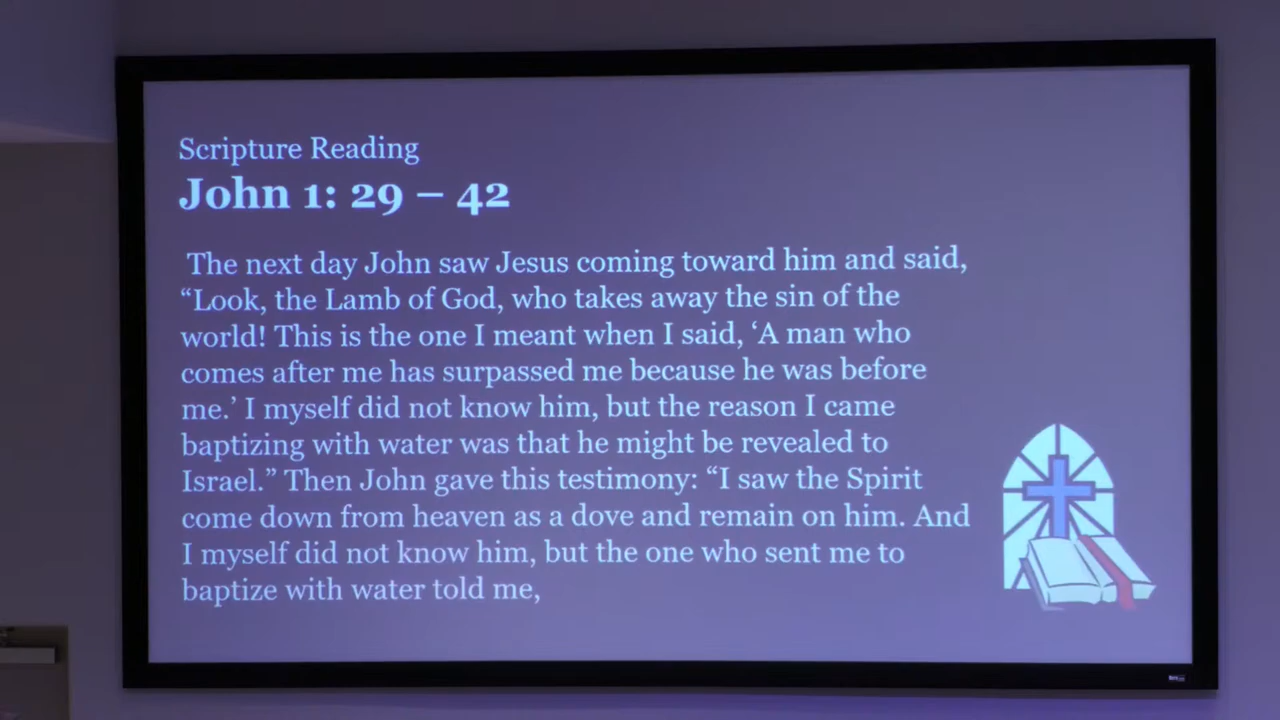 Scripture Reading
John 1: 29 – 42
The next day John saw Jesus coming toward him and said,
“Look, the Lamb of God, who takes away the sin of the
world! This is the one I meant when I said, ‘A man who
comes after me has surpassed me because he was before
me.’ I myself did not know him, but the reason I came
baptizing with water was that he might be revealed to
Israel.” Then John gave this testimony: “I saw the Spirit
come down from heaven as a dove and remain on him. And
I myself did not know him, but the one who sent me to
baptize with water told me,